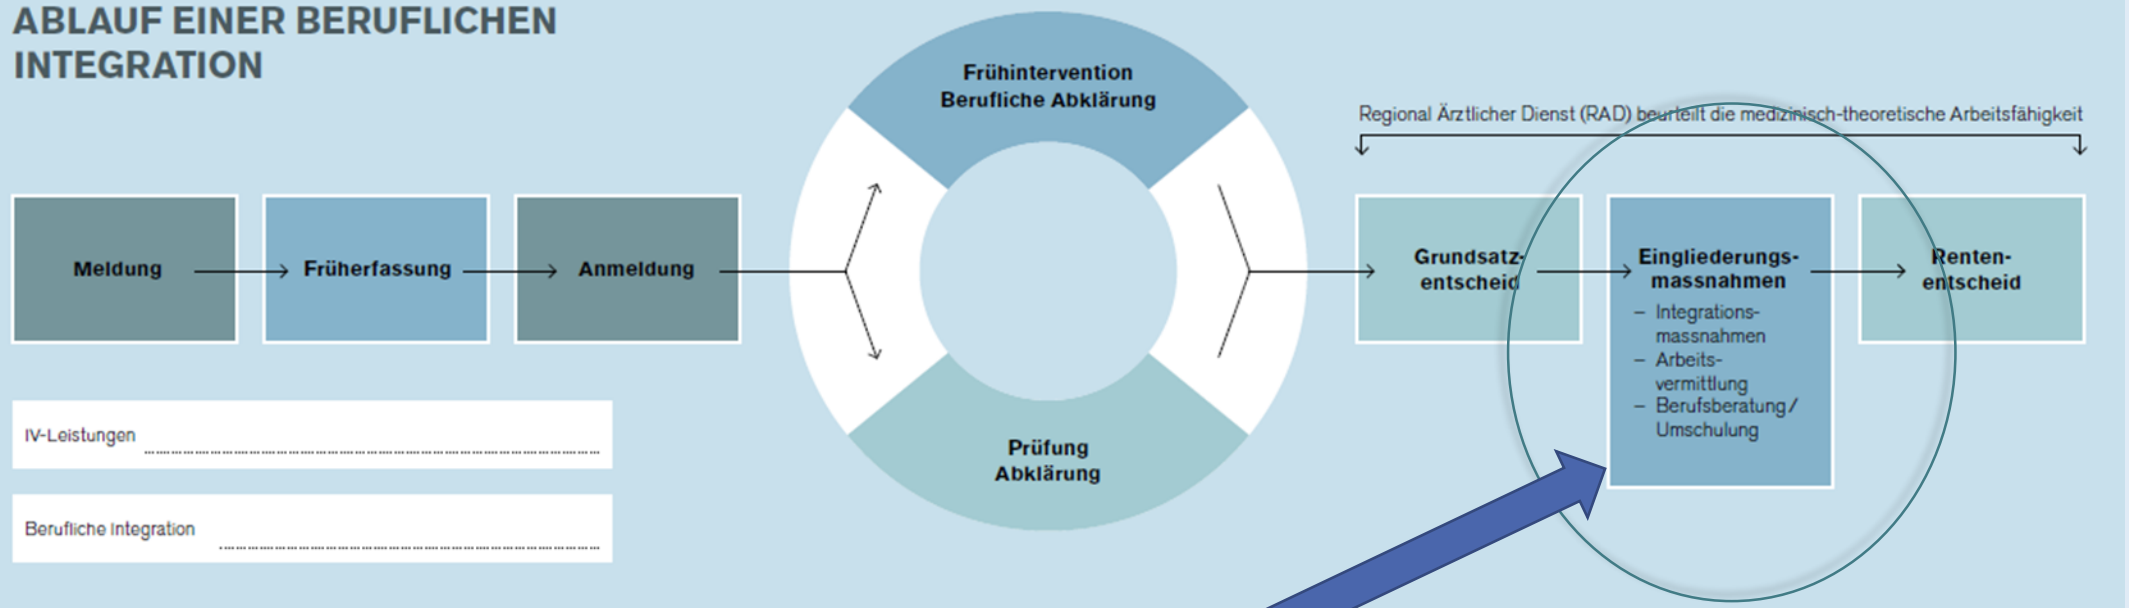 ABLAUF EINER BERUFLICHEN
INTEGRATION
Frühintervention
Berufliche Abklärung
Regional Ärztlicher Dienst (RAD) beurteilt die medizinisch-theoretische Arbeitsfähigkeit
Meldung
Früherfassung
Anmeldung
Grundsatz-
entscheid
Eingliederungs-
massnahmen
– Integrations-
massnahmen
– Arbeits-
vermittlung
– Berufsberatung/
Umschulung
Renten-
entscheid
Prüfung
Abklärung
IV-Leistungen
Berufliche Integration